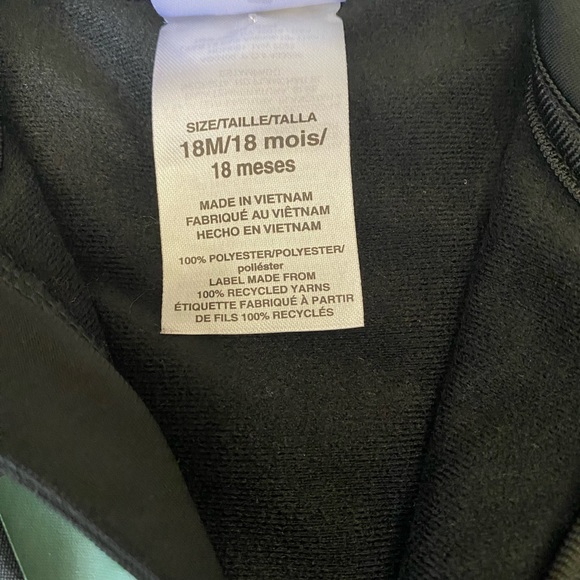 SIZE/TAILLE/TALLA
18M/18 mois/
18 meses
MADE IN VIETNAM
FABRIQUÉ AU VIÊTNAM
HECHO EN VIETNAM
100% POLYESTER/POLYESTER/
poliéster
LABEL MADE FROM
100% RECYCLED YARNS
ÉTIQUETTE FABRIQUÉ À PARTIR
DE FILS 100% RECYCLÉS